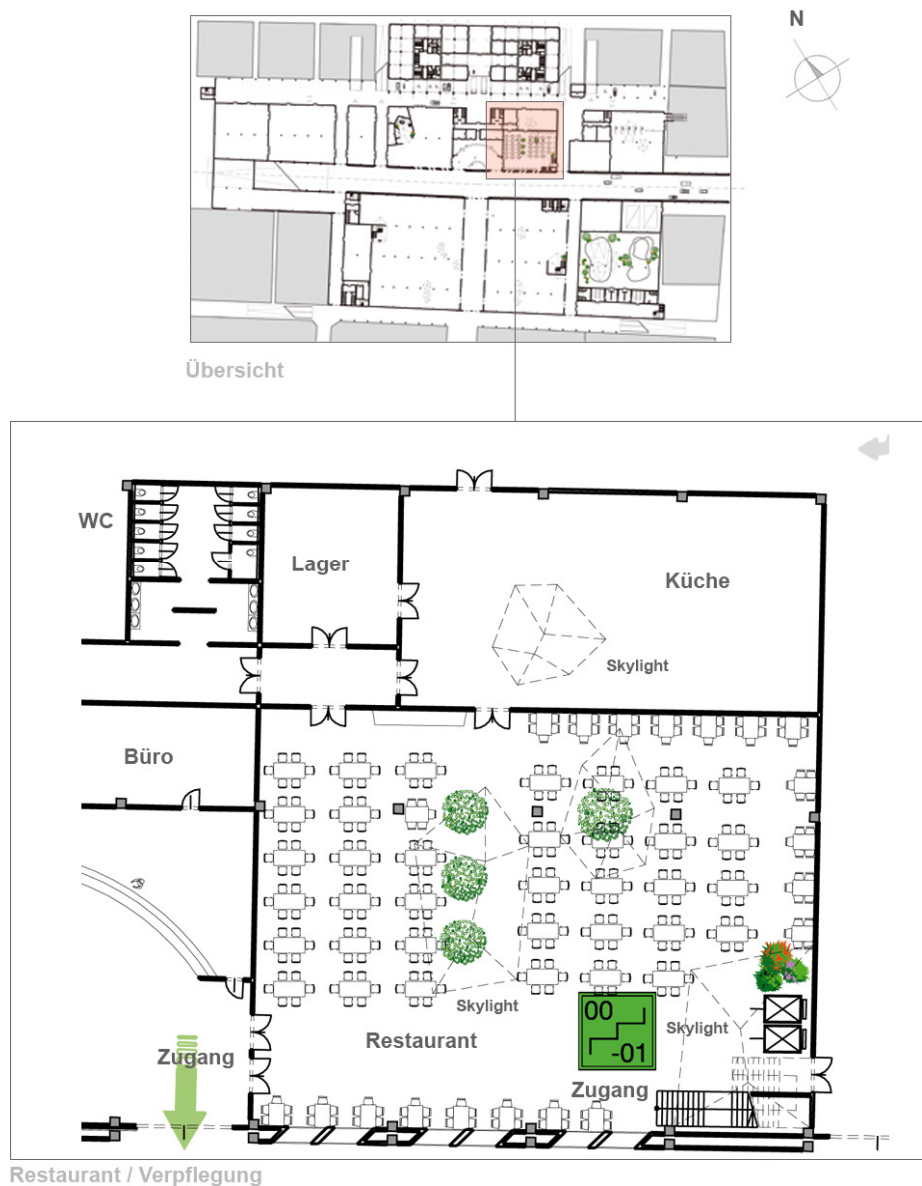 N
Übersicht
WC
Lager
Küche
Skylight
Büro
Skylight
Skylight
00
-01
Restaurant
Zugang
Zugang
Restaurant / Verpflegung